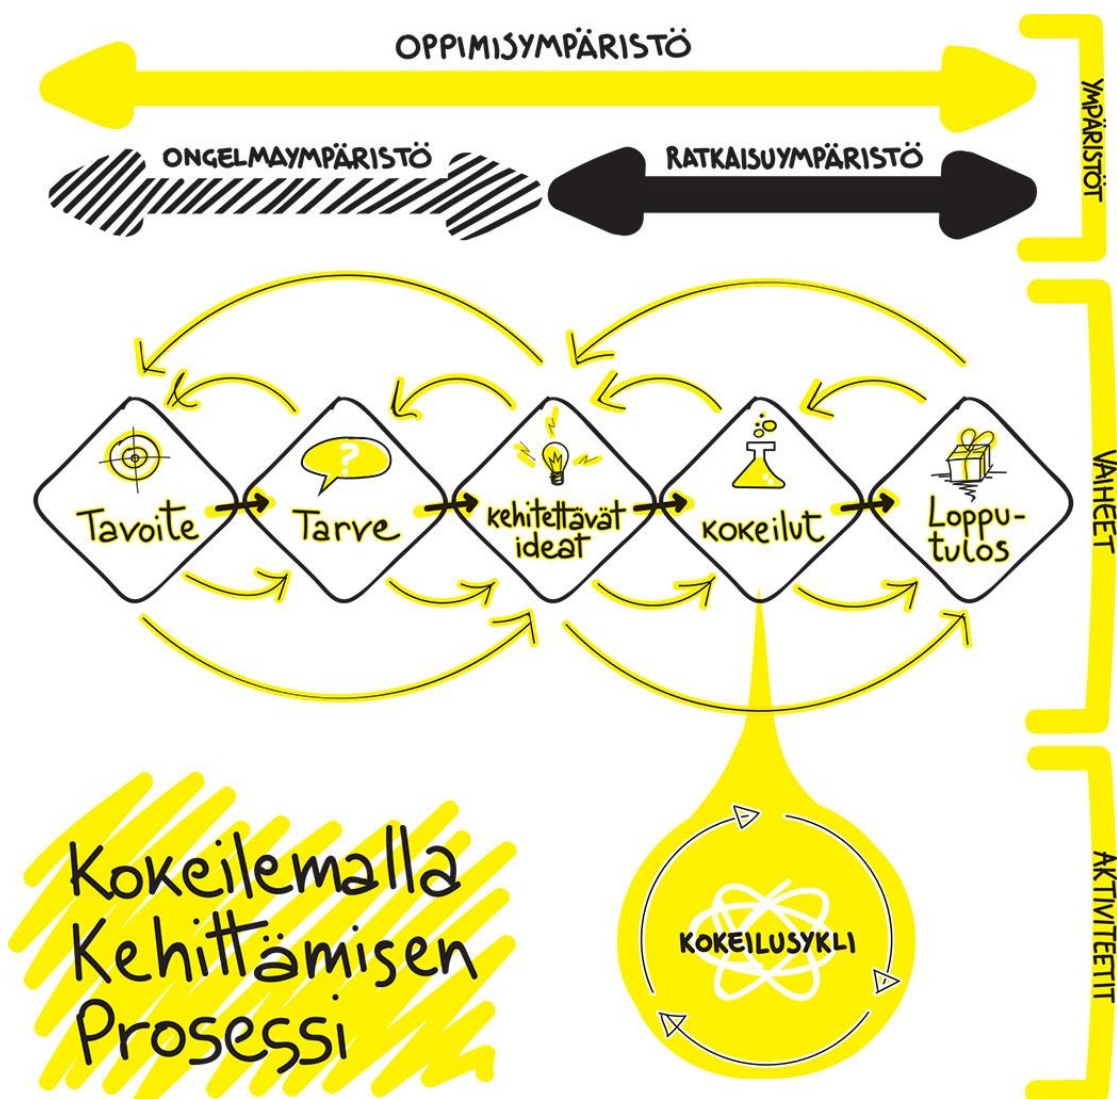 OPPIMISYMPÄRISTÖ
ONGELMAYMPÄRISTÖ
RATKAISUYMPÄRISTÖ
YMPÄRISTÖT
?
Tavoite
Tarve
kehitettävät
ideat
KOKEILUT
Loppu-
tulos
VAIHEET
Kokeilemalla
Kehittämisen
Prosessi
KOKEILUSYKLI
AKTIVITEETIT